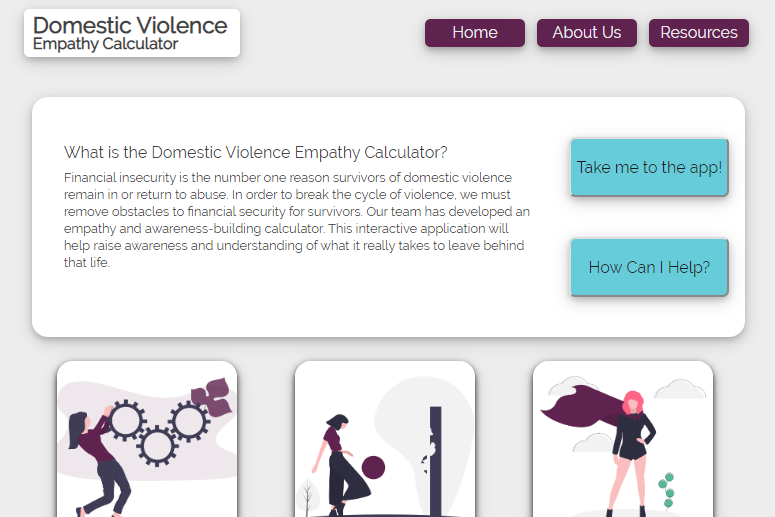 Domestic Violence
Empathy Calculator
Home
About Us
Resources
What is the Domestic Violence Empathy Calculator?
Financial insecurity is the number one reason survivors of domestic violence
remain in or return to abuse. In order to break the cycle of violence, we must
remove obstacles to financial security for survivors. Our team has developed an
empathy and awareness-building calculator. This interactive application will
help raise awareness and understanding of what it really takes to leave behind
that life.
Take me to the app!
How Can I Help?